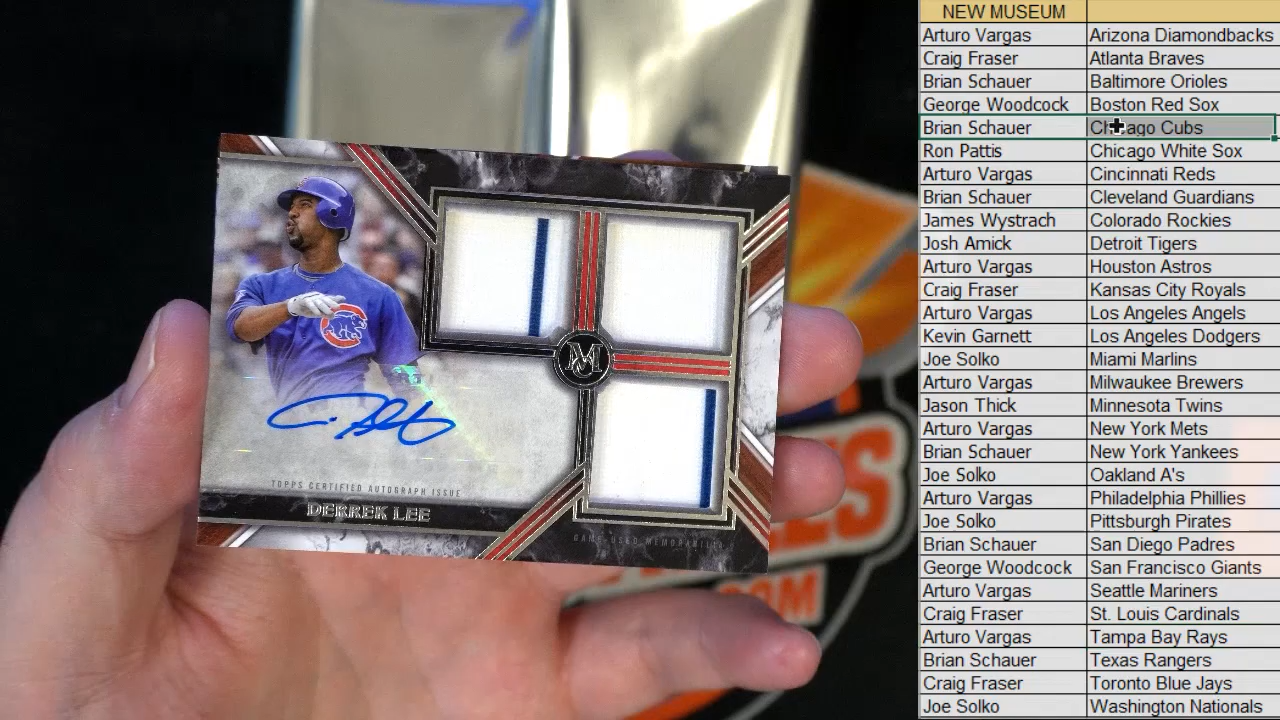 NEW MUSEUM
Arturo Vargas Arizona Diamondbacks
Craig Fraser Atlanta Braves
Brian Schauer Baltimore Orioles
George Woodcock Boston Red Sox
Brian Schauer Chicago Cubs
Ron Pattis Chicago White Sox
Arturo Vargas Cincinnati Reds
Brian Schauer Cleveland Guardians
James Wystrach Colorado Rockies
Josh Amick Detroit Tigers
Arturo Vargas Houston Astros
Craig Fraser Kansas City Royals
Arturo Vargas Los Angeles Angels
Kevin Garnett Los Angeles Dodgers
Joe Solko Miami Marlins
Arturo Vargas Milwaukee Brewers
Jason Thick Minnesota Twins
Arturo Vargas New York Mets
Brian Schauer New York Yankees
Joe Solko Oakland A's
Arturo Vargas Philadelphia Phillies
Joe Solko Pittsburgh Pirates
Brian Schauer San Diego Padres
George Woodcock San Francisco Giants
Arturo Vargas Seattle Mariners
Craig Fraser St. Louis Cardinals
Arturo Vargas Tampa Bay Rays
Brian Schauer Texas Rangers
Craig Fraser Toronto Blue Jays
Joe Solko Washington Nationals
M
TOPPS CERTIFIED AUTOGRAPH ISSUE
DERREK LEE
GAME-USED MEMORABILIA
.COM